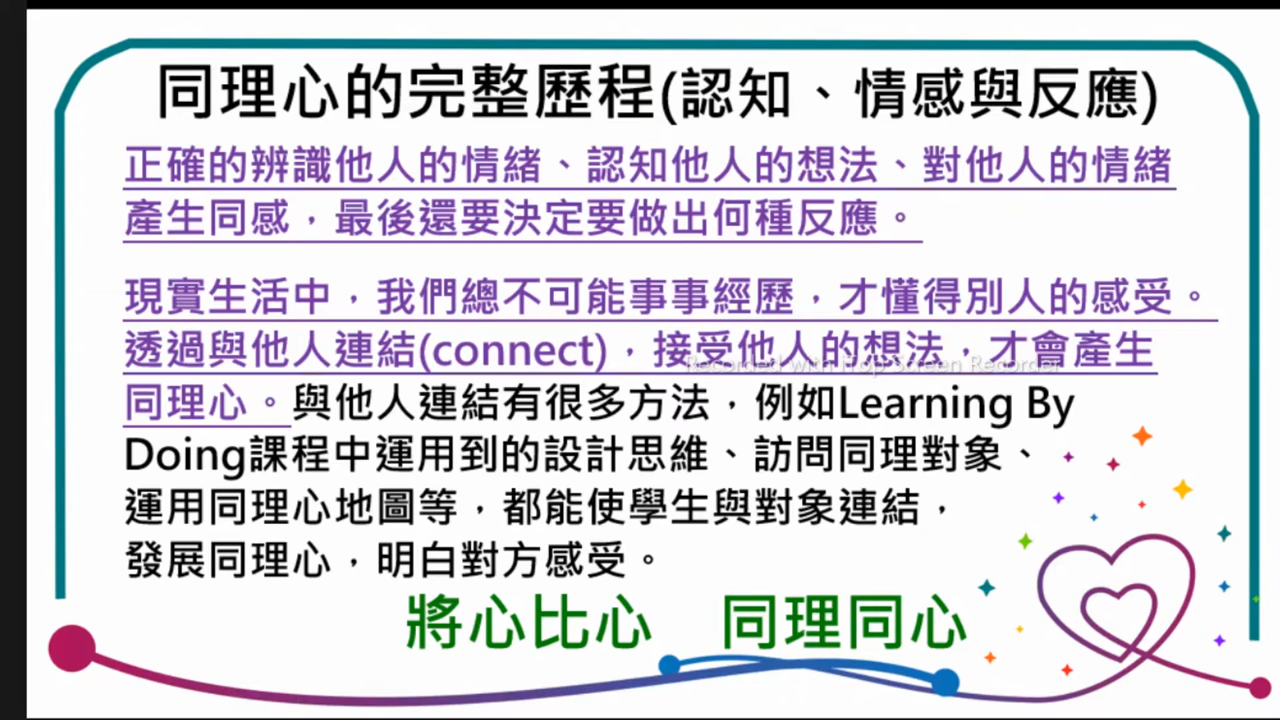 同理心的完整歷程(認知、情感與反應)
正確的辨識他人的情緒、認知他人的想法、對他人的情緒
產生同感，最後還要決定要做出何種反應。
現實生活中，我們總不可能事事經歷，才懂得別人的感受。
透過與他人連結(connect)，接受他人的想法，才會產生
Recorded with iTop Screen Recorder
同理心。與他人連結有很多方法，例如Learning By
Doing課程中運用到的設計思維、訪問同理對象、
運用同理心地圖等，都能使學生與對象連結，
發展同理心，明白對方感受。
將心比心　同理同心